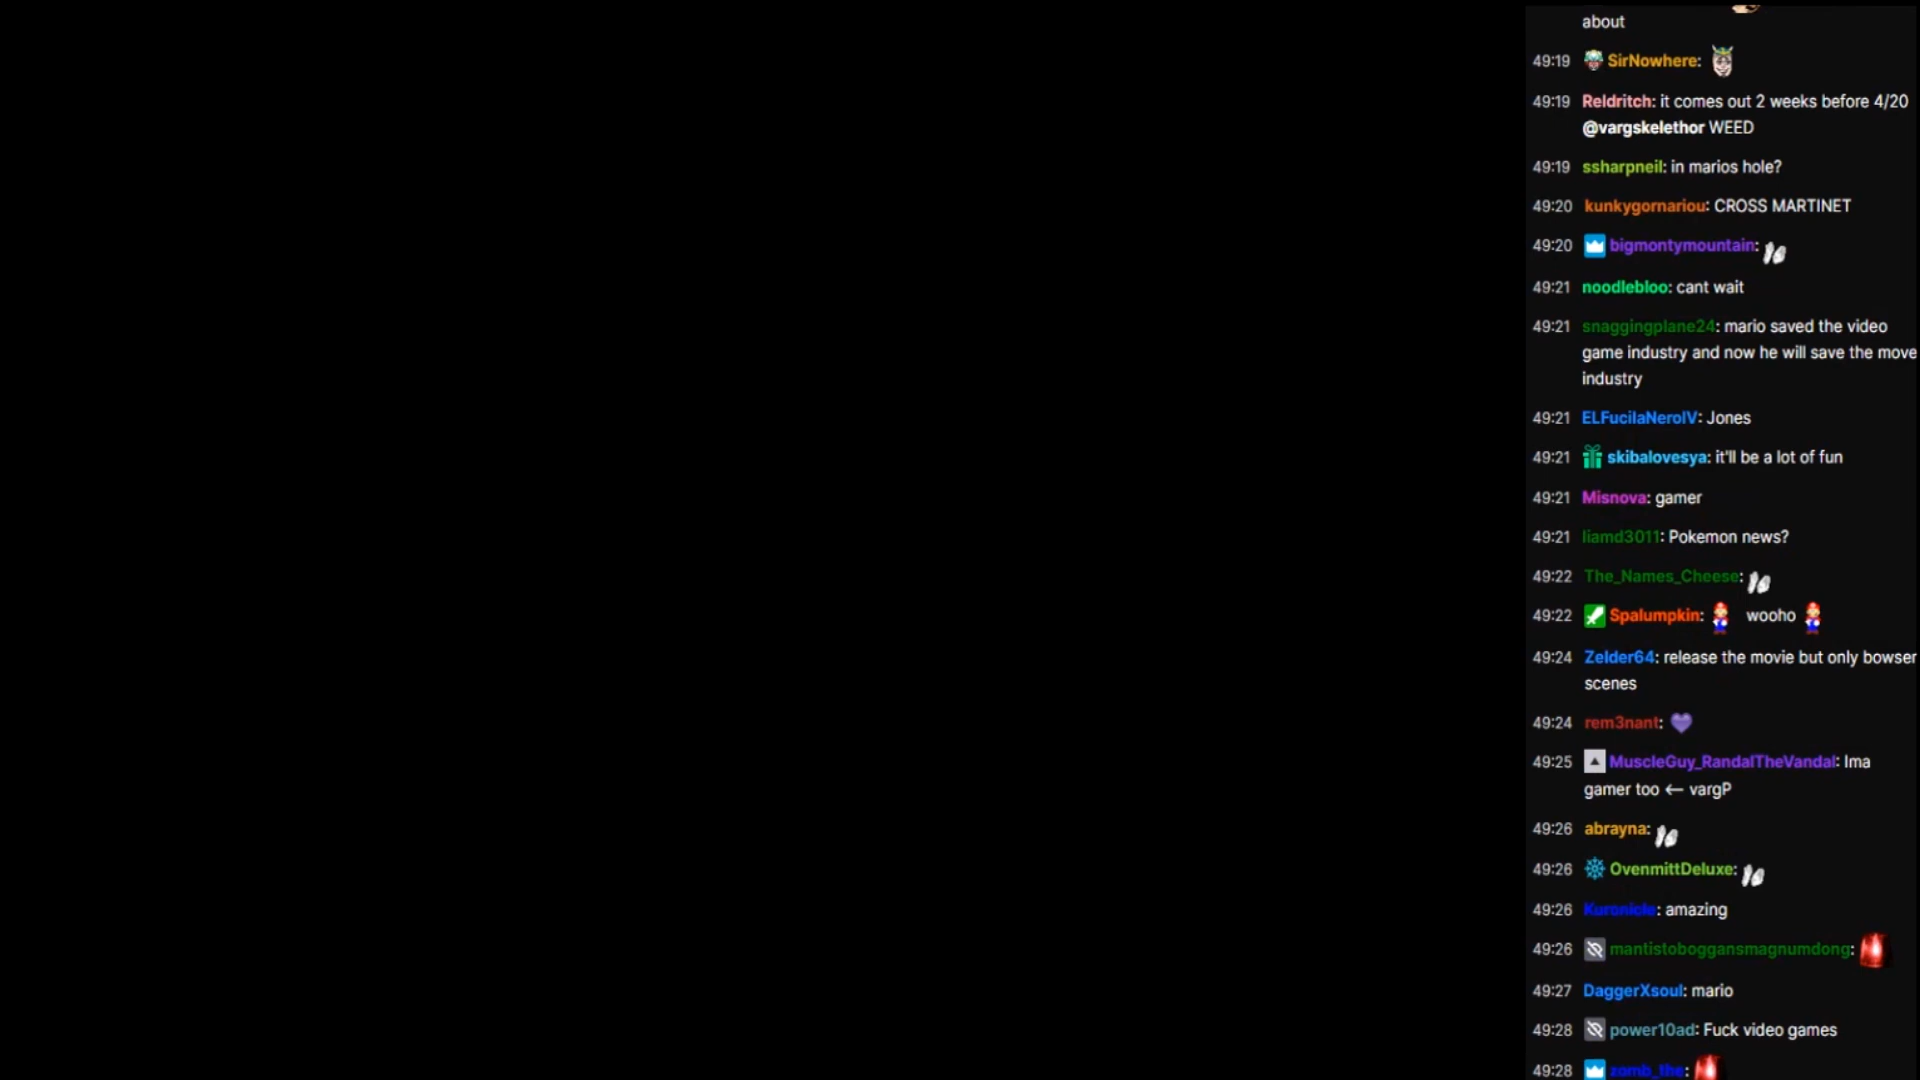 about
49:19 SirNowhere:
49:19 Reldritch: it comes out 2 weeks before 4/20
@vargskelethor WEED
49:19 ssharpneil: in marios hole?
49:20 kunkygornariou: CROSS MARTINET
49:20 bigmontymountain:
49:21 noodlebloo: cant wait
49:21 snaggingplane24: mario saved the video
game industry and now he will save the move
industry
49:21 ELFucilaNeroIV: Jones
49:21 skibalovesya: it'll be a lot of fun
49:21 Misnova: gamer
49:21 liamd3011: Pokemon news?
49:22 The_Names_Cheese:
49:22 Spalumpkin: wooho
49:24 Zelder64: release the movie but only bowser
scenes
49:24 rem3nant:
49:25 MuscleGuy_RandalTheVandal: Ima
gamer too ← vargP
49:26 abrayna:
49:26 OvenmittDeluxe:
49:26 Kuronicle: amazing
49:26 mantistoboggansmagnumdong:
49:27 DaggerXsoul: mario
49:28 power10ad: Fuck video games
49:28 zomb_the: